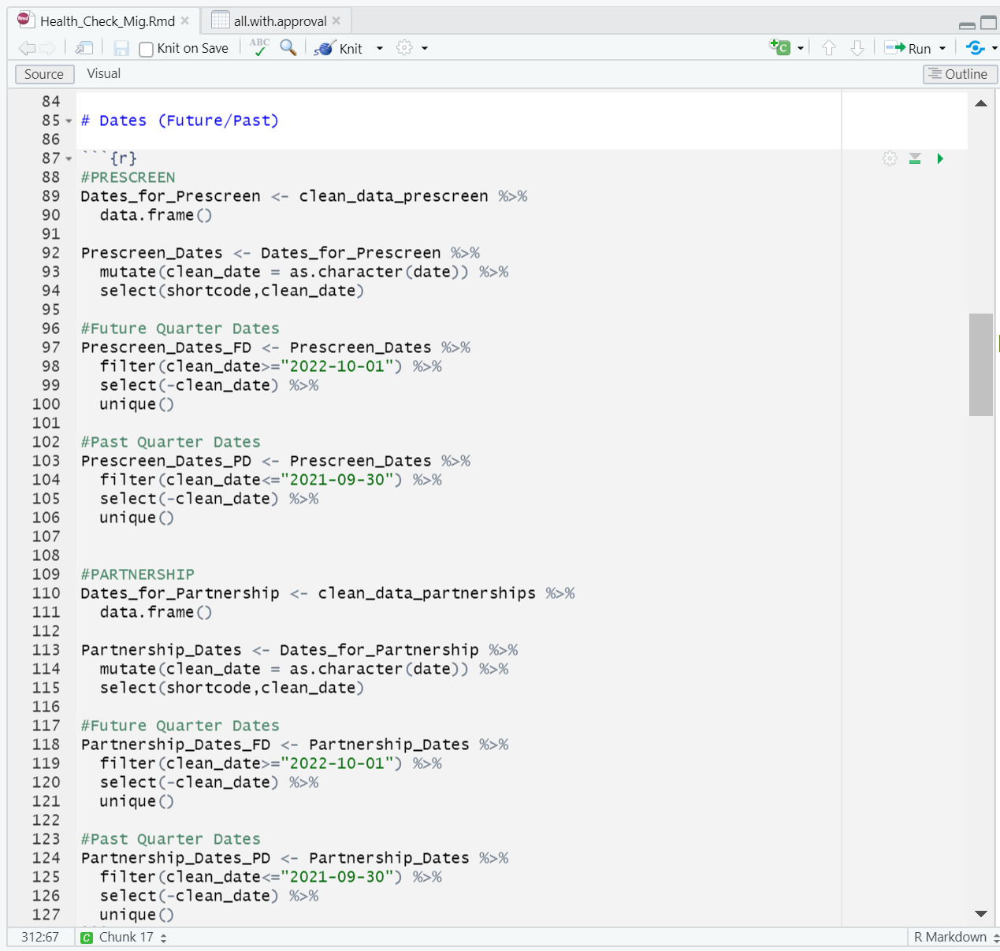 Health_Check_Mig.Rmd all.with.approval
Knit on Save ABC Knit Run
Source Visual Outline
84
85 # Dates (Future/Past)
86
87 ```{r}
88 #PRESCREEN
89 Dates_for_Prescreen <- clean_data_prescreen %>%
90   data.frame()
91
92 Prescreen_Dates <- Dates_for_Prescreen %>%
93   mutate(clean_date = as.character(date)) %>%
94   select(shortcode,clean_date)
95
96 #Future Quarter Dates
97 Prescreen_Dates_FD <- Prescreen_Dates %>%
98   filter(clean_date>="2022-10-01") %>%
99   select(-clean_date) %>%
100   unique()
101
102 #Past Quarter Dates
103 Prescreen_Dates_PD <- Prescreen_Dates %>%
104   filter(clean_date<="2021-09-30") %>%
105   select(-clean_date) %>%
106   unique()
107
108
109 #PARTNERSHIP
110 Dates_for_Partnership <- clean_data_partnerships %>%
111   data.frame()
112
113 Partnership_Dates <- Dates_for_Partnership %>%
114   mutate(clean_date = as.character(date)) %>%
115   select(shortcode,clean_date)
116
117 #Future Quarter Dates
118 Partnership_Dates_FD <- Partnership_Dates %>%
119   filter(clean_date>="2022-10-01") %>%
120   select(-clean_date) %>%
121   unique()
122
123 #Past Quarter Dates
124 Partnership_Dates_PD <- Partnership_Dates %>%
125   filter(clean_date<="2021-09-30") %>%
126   select(-clean_date) %>%
127   unique()
312:67 C Chunk 17 R Markdown